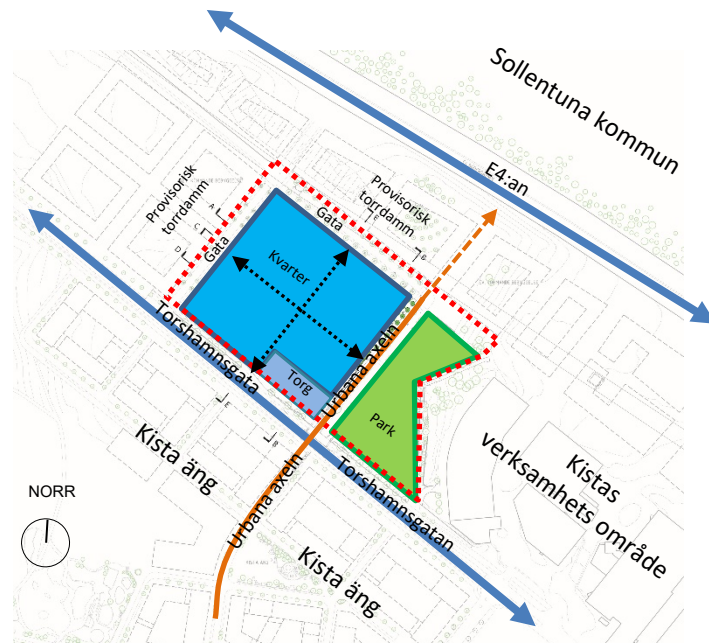 Sollentuna kommun
E4:an
Provisorisk
torrdamm
Provisorisk
torrdamm
Gata
Gata
A
C
D
E
G
Kvarter
Torg
Torshamnsgata
Urbana axeln
Park
Kista äng
Kistas
verksamhets område
Torshamnsgatan
E
B
NORR
Urbana axeln
Kista äng